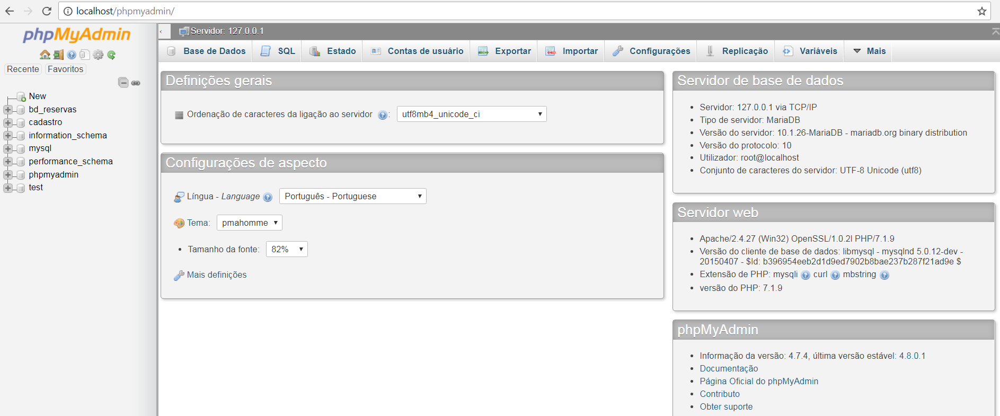 localhost/phpmyadmin/
phpMyAdmin
Recente Favoritos
New
bd_reservas
cadastro
information_schema
mysql
performance_schema
phpmyadmin
test
Servidor: 127.0.0.1
Base de Dados SQL Estado Contas de usuário Exportar Importar Configurações Replicação Variáveis Mais
Definições gerais
Ordenação de caracteres da ligação ao servidor : utf8mb4_unicode_ci
Configurações de aspecto
Língua - Language Português - Portuguese
Tema: pmahomme
• Tamanho da fonte: 82%
Mais definições
Servidor de base de dados
• Servidor: 127.0.0.1 via TCP/IP
• Tipo de servidor: MariaDB
• Versão do servidor: 10.1.26-MariaDB - mariadb.org binary distribution
• Versão do protocolo: 10
• Utilizador: root@localhost
• Conjunto de caracteres do servidor: UTF-8 Unicode (utf8)
Servidor web
• Apache/2.4.27 (Win32) OpenSSL/1.0.2l PHP/7.1.9
• Versão do cliente de base de dados: libmysql - mysqlnd 5.0.12-dev -
20150407 - $Id: b396954eeb2d1d9ed7902b8bae237b287f21ad9e $
• Extensão de PHP: mysqli curl mbstring
• versão do PHP: 7.1.9
phpMyAdmin
• Informação da versão: 4.7.4, última versão estável: 4.8.0.1
• Documentação
• Página Oficial do phpMyAdmin
• Contributo
• Obter suporte